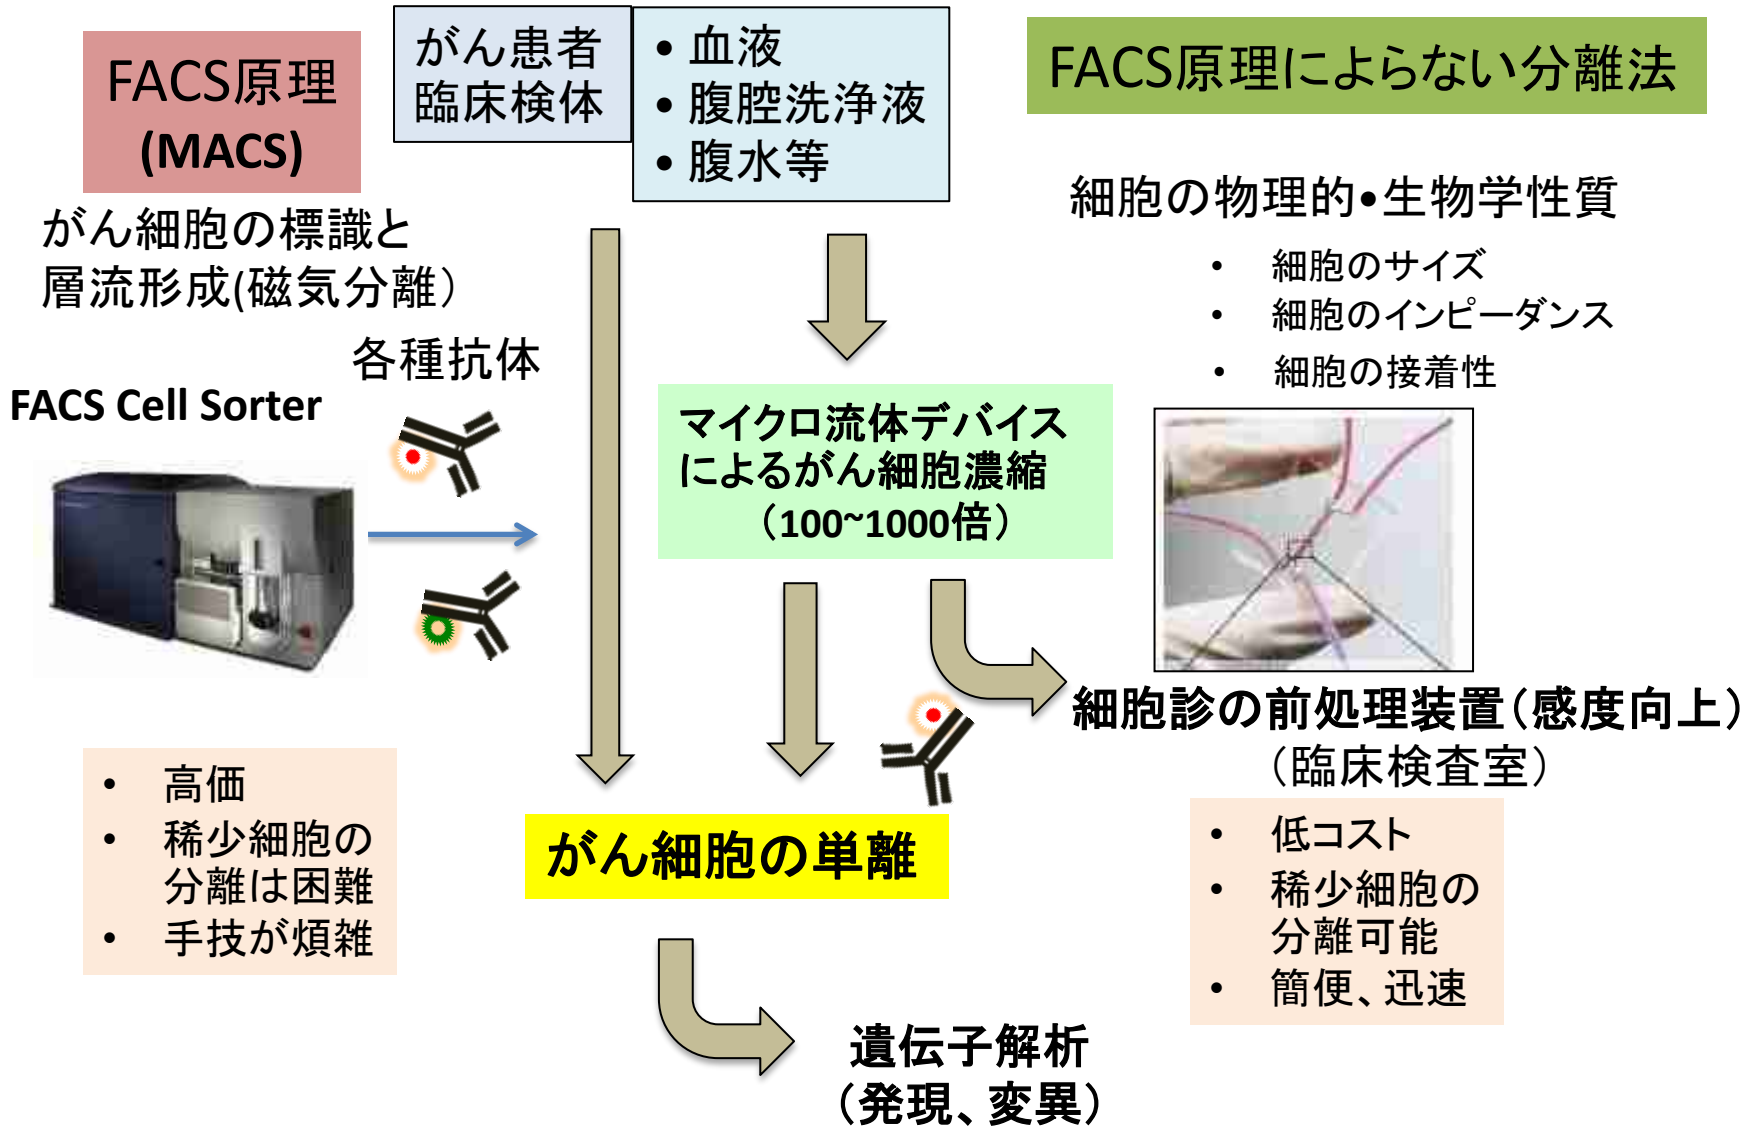 FACS原理
(MACS)
がん細胞の標識と
層流形成(磁気分離）
各種抗体
FACS Cell Sorter
• 高価
• 稀少細胞の
分離は困難
• 手技が煩雑
がん患者
臨床検体
• 血液
• 腹腔洗浄液
• 腹水等
マイクロ流体デバイス
によるがん細胞濃縮
（100~1000倍）
がん細胞の単離
遺伝子解析
（発現、変異）
FACS原理によらない分離法
細胞の物理的•生物学性質
• 細胞のサイズ
• 細胞のインピーダンス
• 細胞の接着性
細胞診の前処理装置（感度向上）
（臨床検査室）
• 低コスト
• 稀少細胞の
分離可能
• 簡便、迅速